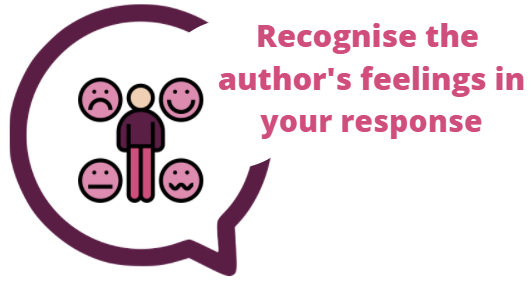 Recognise the
author's feelings in
your response